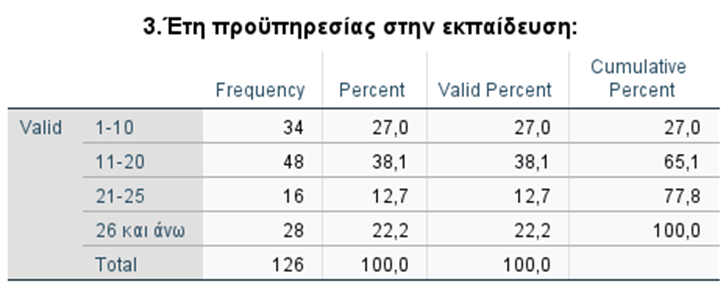 3.Έτη προϋπηρεσίας στην εκπαίδευση:
Frequency Percent Valid Percent Cumulative Percent
Valid 1-10 34 27,0 27,0 27,0
11-20 48 38,1 38,1 65,1
21-25 16 12,7 12,7 77,8
26 και άνω 28 22,2 22,2 100,0
Total 126 100,0 100,0